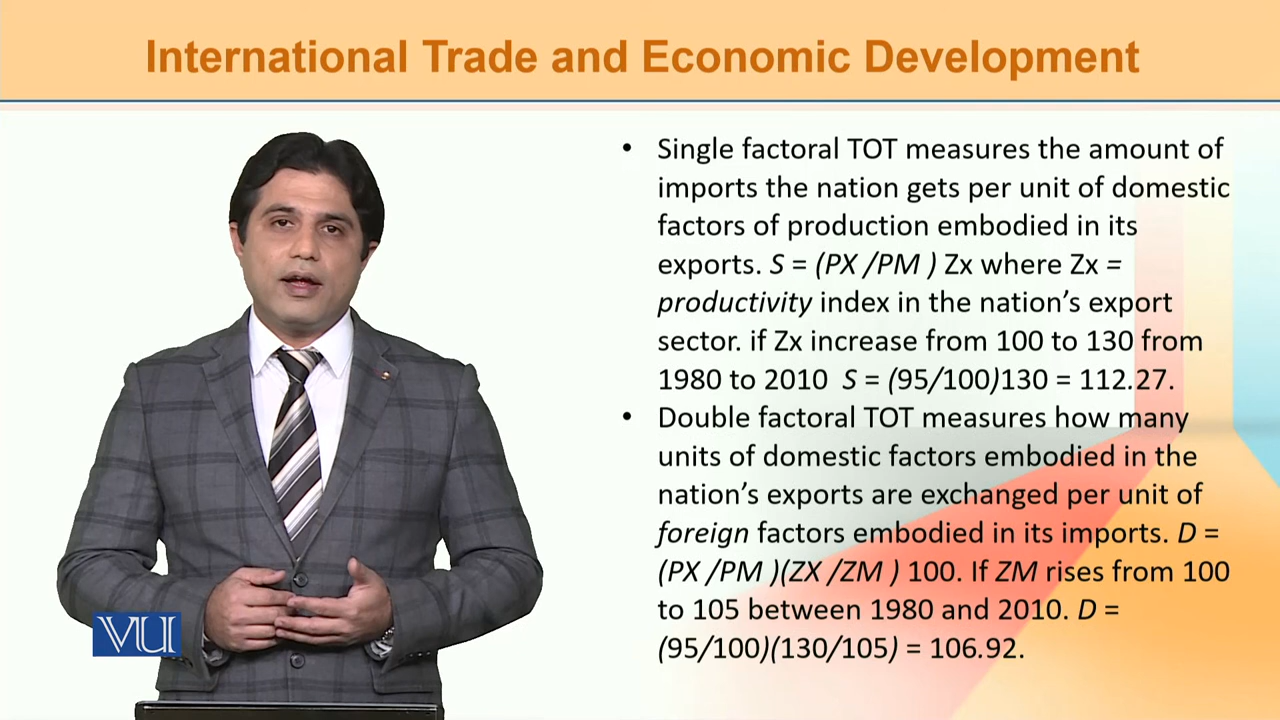 International Trade and Economic Development
• Single factoral TOT measures the amount of
imports the nation gets per unit of domestic
factors of production embodied in its
exports. S = (PX /PM ) Zx where Zx =
productivity index in the nation’s export
sector. if Zx increase from 100 to 130 from
1980 to 2010 S = (95/100)130 = 112.27.
• Double factoral TOT measures how many
units of domestic factors embodied in the
nation’s exports are exchanged per unit of
foreign factors embodied in its imports. D =
(PX /PM )(ZX /ZM ) 100. If ZM rises from 100
to 105 between 1980 and 2010. D =
(95/100)(130/105) = 106.92.
VU